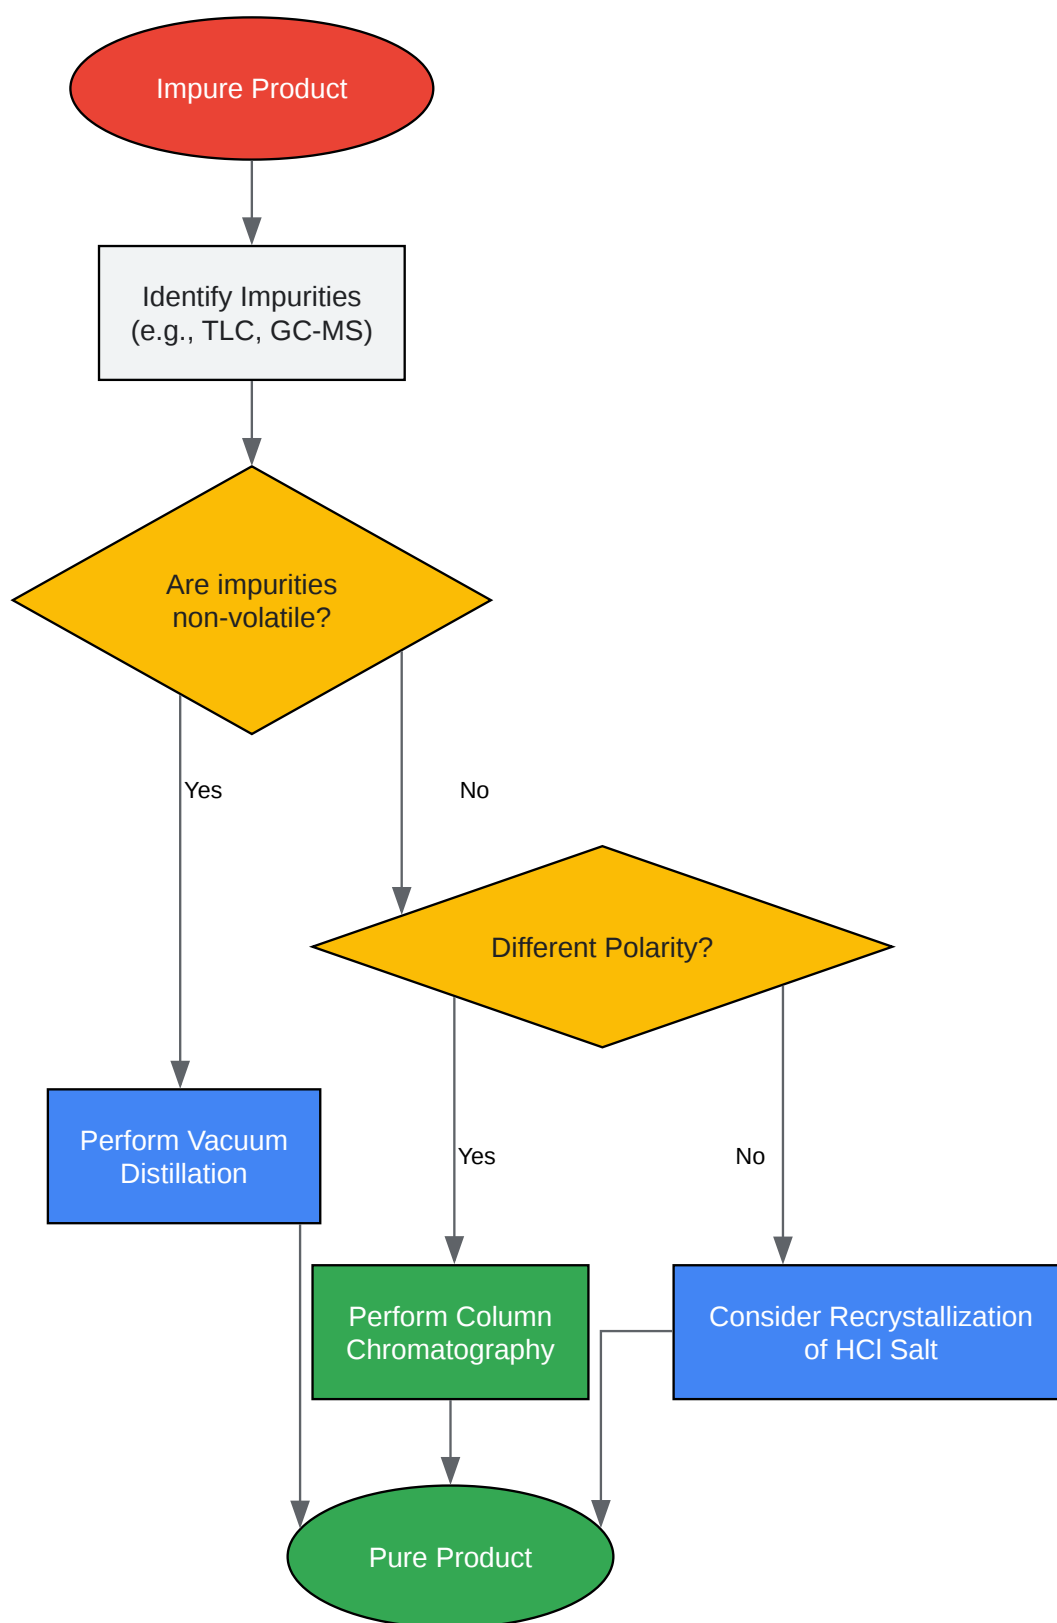 Impure Product
Identify Impurities
(e.g., TLC, GC-MS)
Are impurities
non-volatile?
Yes
No
Different Polarity?
Perform Vacuum
Distillation
Yes
No
Perform Column
Chromatography
Consider Recrystallization
of HCl Salt
Pure Product